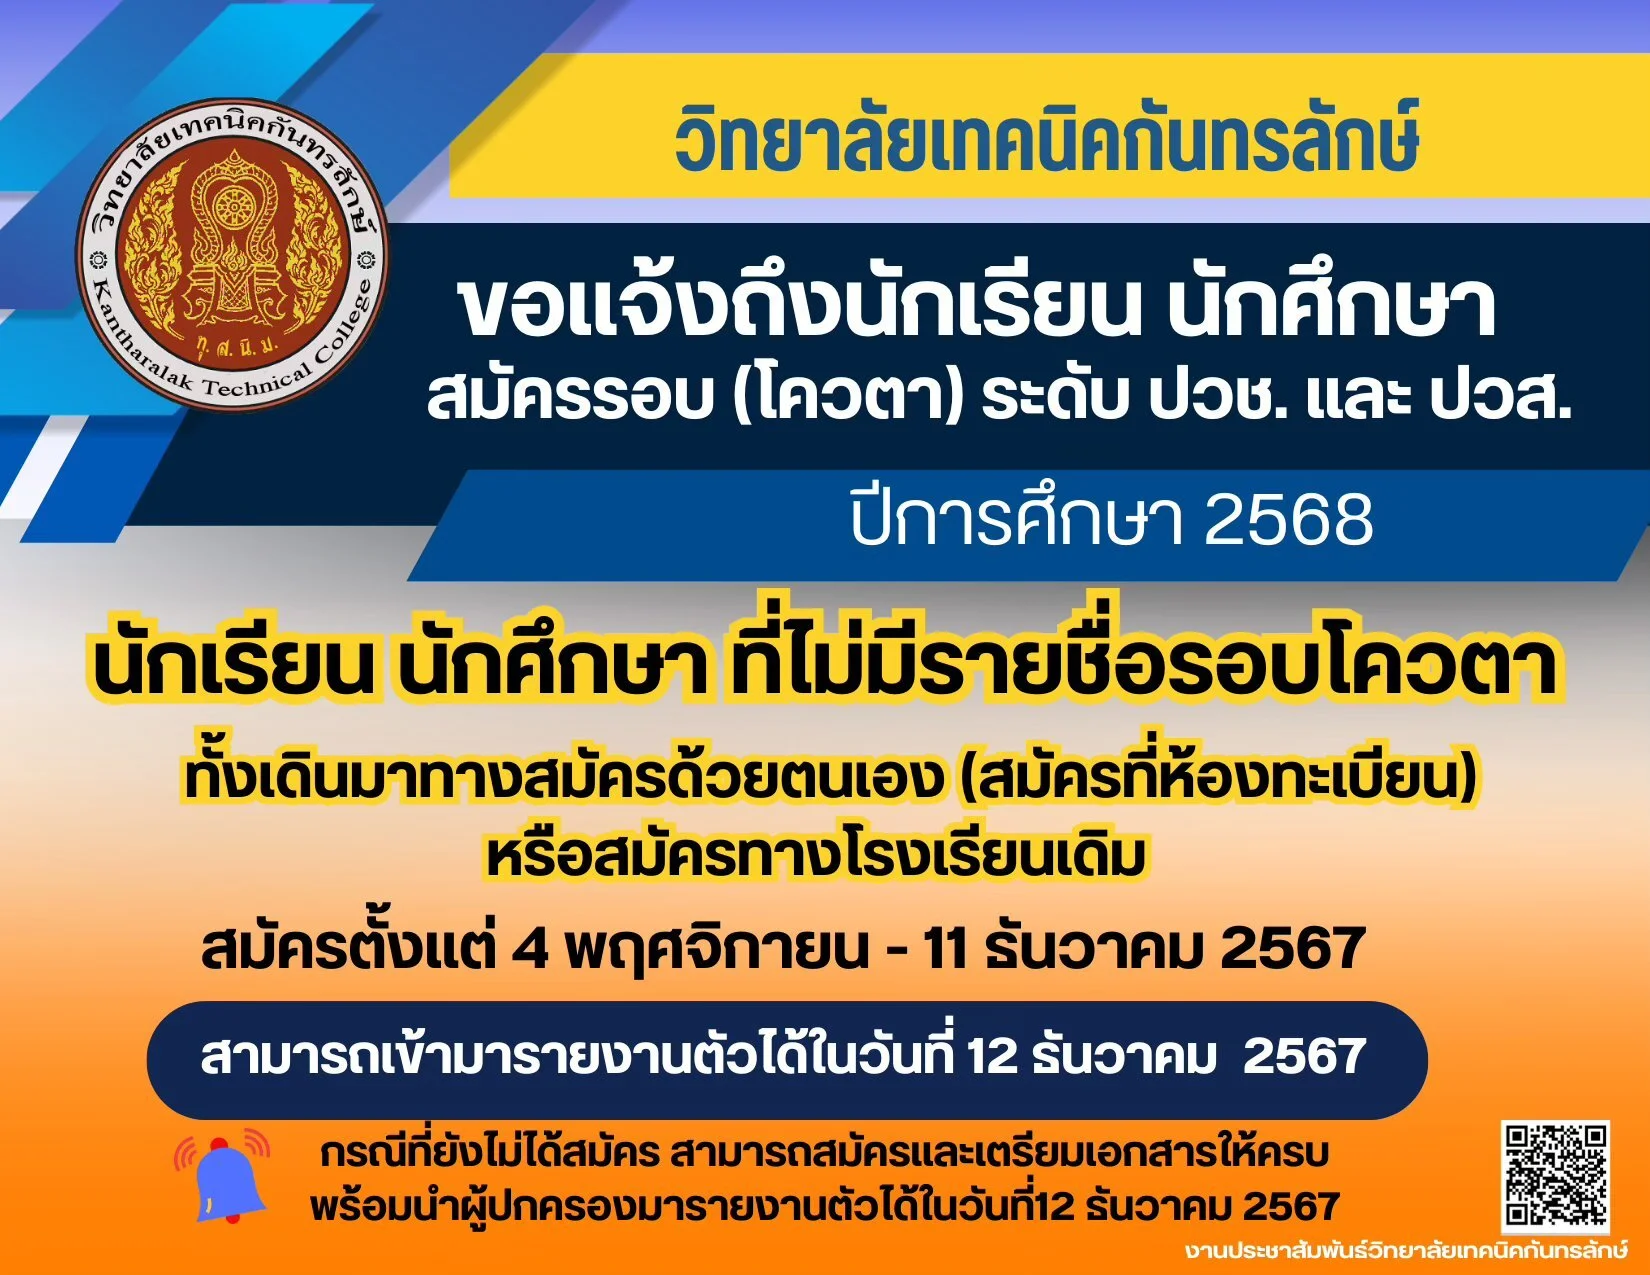 วิทยาลัยเทคนิคกันทรลักษ์
วิทยาลัยเทคนิคกันทรลักษ์
ทุ. ส. นิ. ม.
Kantharalak Technical College
ขอแจ้งถึงนักเรียน นักศึกษา
สมัครรอบ (โควตา) ระดับ ปวช. และ ปวส.
ปีการศึกษา 2568
นักเรียน นักศึกษา ที่ไม่มีรายชื่อรอบโควตา
ทั้งเดินมาทางสมัครด้วยตนเอง (สมัครที่ห้องทะเบียน)
หรือสมัครทางโรงเรียนเดิม
สมัครตั้งแต่ 4 พฤศจิกายน - 11 ธันวาคม 2567
สามารถเข้ามารายงานตัวได้ในวันที่ 12 ธันวาคม 2567
กรณีที่ยังไม่ได้สมัคร สามารถสมัครและเตรียมเอกสารให้ครบ
พร้อมนำผู้ปกครองมารายงานตัวได้ในวันที่12 ธันวาคม 2567
งานประชาสัมพันธ์วิทยาลัยเทคนิคกันทรลักษ์